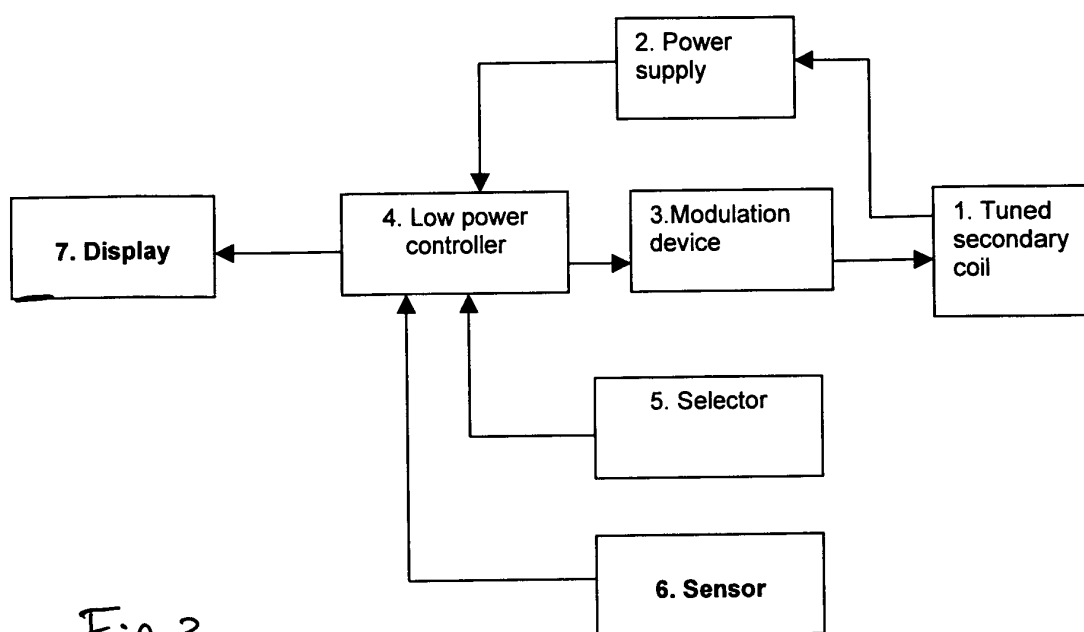 2. Power
supply
7. Display
4. Low power
controller
3.Modulation
device
1. Tuned
secondary
coil
5. Selector
6. Sensor
Fig 2